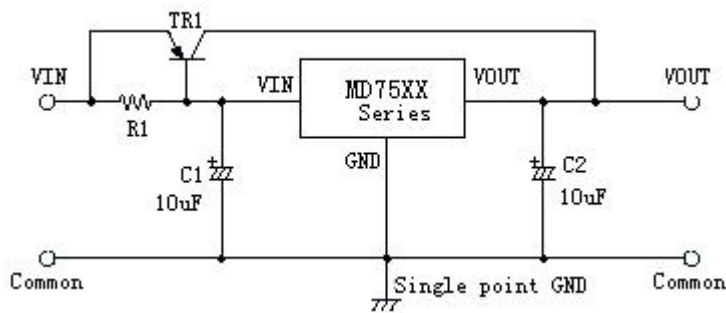 TR1
VIN
VIN
MD75XX
Series
VOUT
VOUT
R1
GND
C1
10uF
C2
10uF
Common
Single point GND
Common